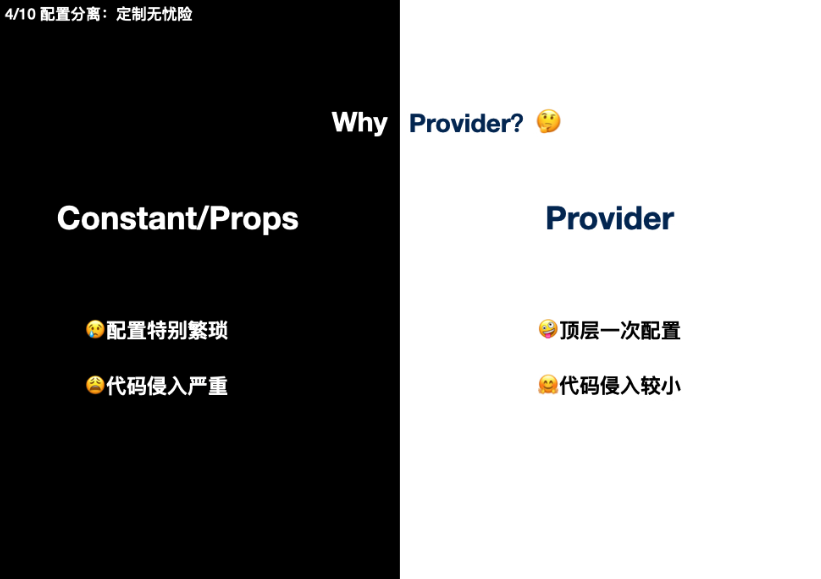 4/10 配置分离：定制无忧险
Why Provider? 🤔
Constant/Props
Provider
😢配置特别繁琐
🤪顶层一次配置
😩代码侵入严重
🤗代码侵入较小